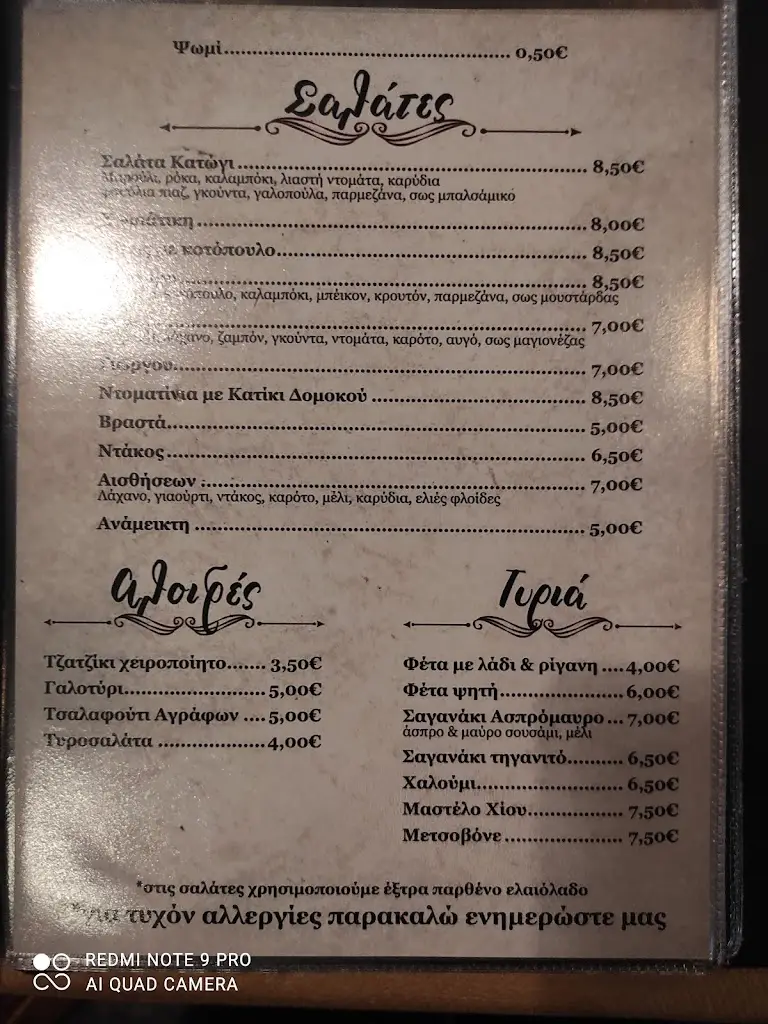 Ψωμί........................................ 0,50€
Σαλάτες
Σαλάτα Κατώγι........................................ 8,50€
Μαρούλι, ρόκα, καλαμπόκι, λιαστή ντομάτα, καρύδια
πιαζ, γκούντα, γαλοπούλα, παρμεζάνα, σως μπαλσάμικο
........................................ 8,00€
με κοτόπουλο........................................ 8,50€
........................................ 8,50€
καλαμπόκι, μπέικον, κρουτόν, παρμεζάνα, σως μουστάρδας
........................................ 7,00€
ζαμπόν, γκούντα, ντομάτα, καρότο, αυγό, σως μαγιονέζας
........................................ 7,00€
Ντοματίνια με Κατίκι Δομοκού ........................................ 8,50€
Βραστά........................................ 5,00€
Ντάκος........................................ 6,50€
Αισθήσεων :........................................ 7,00€
Λάχανο, γιαούρτι, ντάκος, καρότο, μέλι, καρύδια, ελιές φλοίδες
Ανάμεικτη ........................................ 5,00€
Αλοιφές
Τζατζίκι χειροποίητο....... 3,50€
Γαλοτύρι........................ 5,00€
Τσαλαφούτι Αγράφων .... 5,00€
Τυροσαλάτα .................. 4,00€
Τυριά
Φέτα με λάδι & ρίγανη .... 4,00€
Φέτα ψητή..................... 6,00€
Σαγανάκι Ασπρόμαυρο... 7,00€
άσπρο & μαύρο σουσάμι, μέλι
Σαγανάκι τηγανιτό.......... 6,50€
Χαλούμι......................... 6,50€
Μαστέλο Χίου................. 7,50€
Μετσοβόνε..................... 7,50€
*στις σαλάτες χρησιμοποιούμε έξτρα παρθένο ελαιόλαδο
*για τυχόν αλλεργίες παρακαλώ ενημερώστε μας
REDMI NOTE 9 PRO
AI QUAD CAMERA